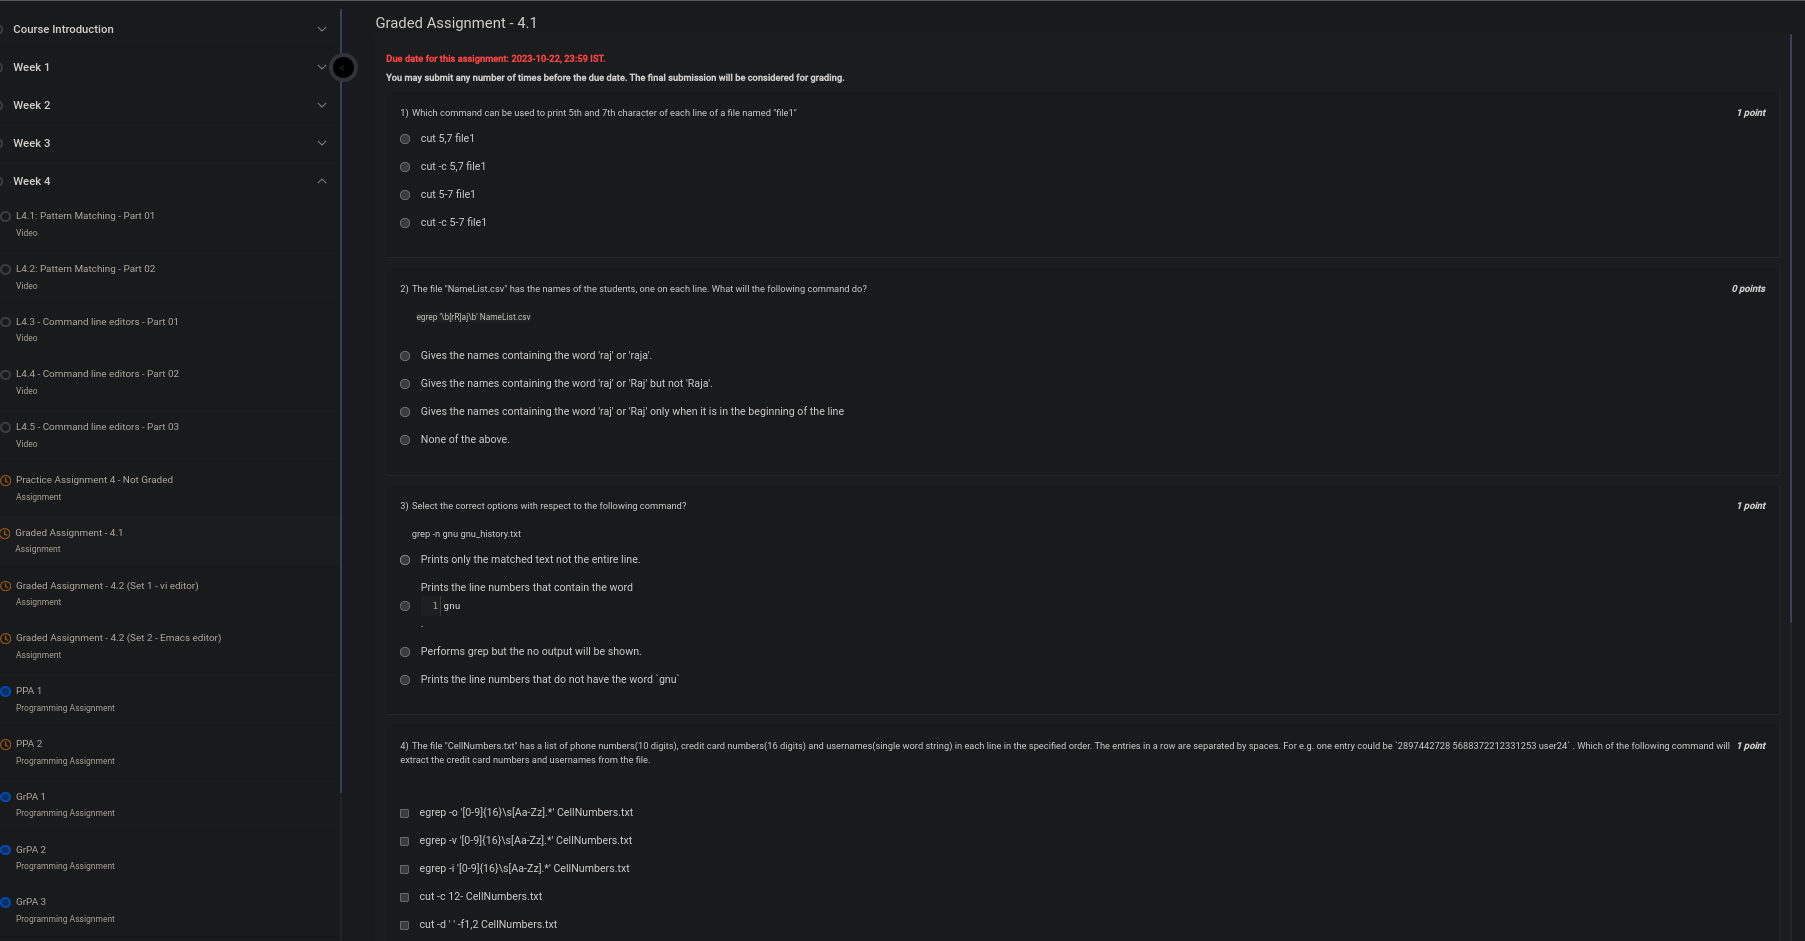 Course Introduction
Week 1
Week 2
Week 3
Week 4
L4.1: Pattern Matching - Part 01
Video
L4.2: Pattern Matching - Part 02
Video
L4.3 - Command line editors - Part 01
Video
L4.4 - Command line editors - Part 02
Video
L4.5 - Command line editors - Part 03
Video
Practice Assignment 4 - Not Graded
Assignment
Graded Assignment - 4.1
Assignment
Graded Assignment - 4.2 (Set 1 - vi editor)
Assignment
Graded Assignment - 4.2 (Set 2 - Emacs editor)
Assignment
PPA 1
Programming Assignment
PPA 2
Programming Assignment
GrPA 1
Programming Assignment
GrPA 2
Programming Assignment
GrPA 3
Programming Assignment
<
Graded Assignment - 4.1
Due date for this assignment: 2023-10-22, 23:59 IST.
You may submit any number of times before the due date. The final submission will be considered for grading.
1) Which command can be used to print 5th and 7th character of each line of a file named "file1" 1 point
cut 5,7 file1
cut -c 5,7 file1
cut 5-7 file1
cut -c 5-7 file1
2) The file "NameList.csv" has the names of the students, one on each line. What will the following command do? 0 points
egrep '\b[rR]aj\b' NameList.csv
Gives the names containing the word 'raj' or 'raja'.
Gives the names containing the word 'raj' or 'Raj' but not 'Raja'.
Gives the names containing the word 'raj' or 'Raj' only when it is in the beginning of the line
None of the above.
3) Select the correct options with respect to the following command? 1 point
grep -n gnu gnu_history.txt
Prints only the matched text not the entire line.
Prints the line numbers that contain the word
1 gnu
.
Performs grep but the no output will be shown.
Prints the line numbers that do not have the word `gnu`
4) The file "CellNumbers.txt" has a list of phone numbers(10 digits), credit card numbers(16 digits) and usernames(single word string) in each line in the specified order. The entries in a row are separated by spaces. For e.g. one entry could be `2897442728 5688372212331253 user24` . Which of the following command will 1 point
extract the credit card numbers and usernames from the file.
egrep -o '[0-9]{16}\s[Aa-Zz].*' CellNumbers.txt
egrep -v '[0-9]{16}\s[Aa-Zz].*' CellNumbers.txt
egrep -i '[0-9]{16}\s[Aa-Zz].*' CellNumbers.txt
cut -c 12- CellNumbers.txt
cut -d ' ' -f1,2 CellNumbers.txt